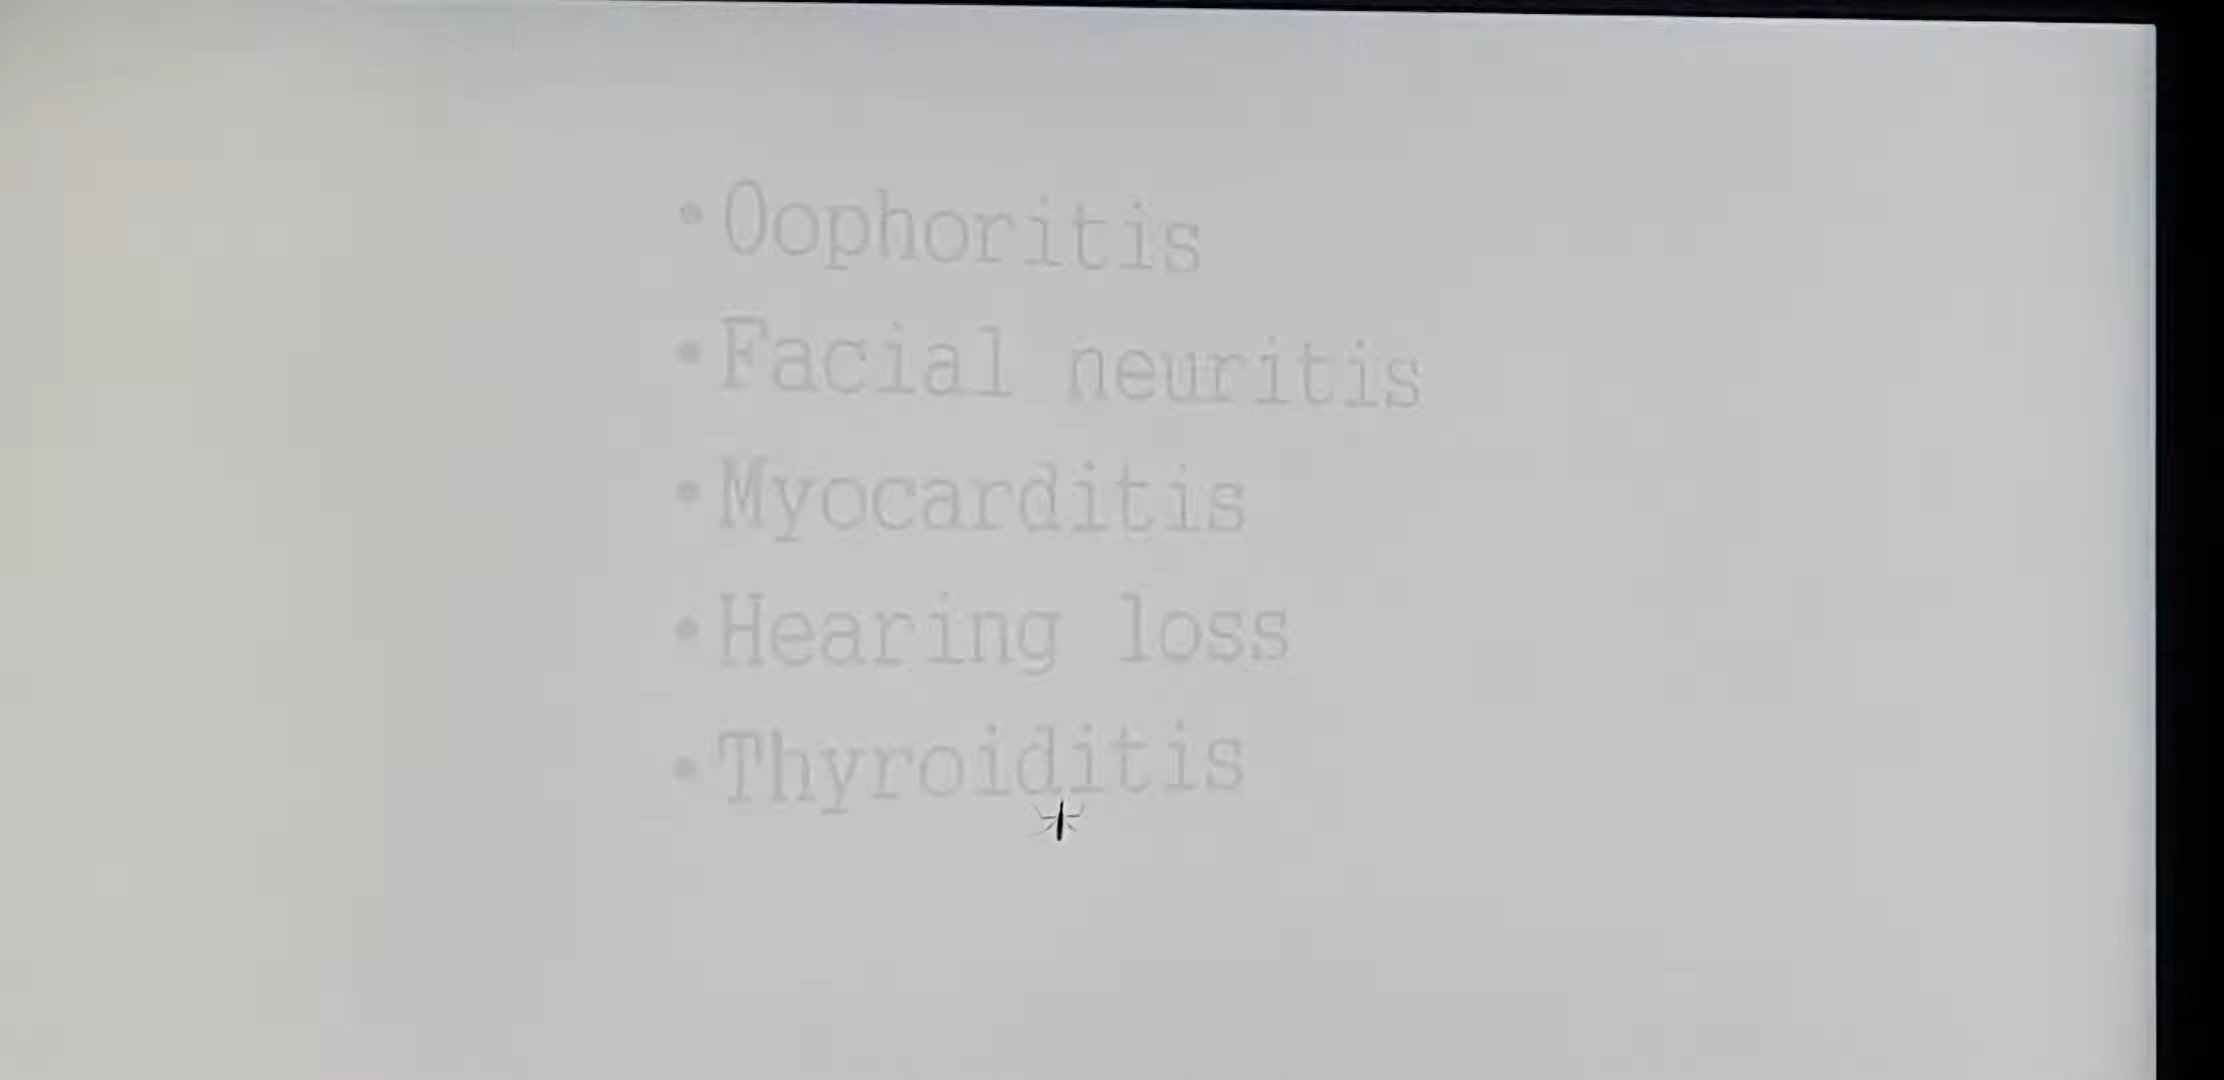 •Oophoritis
•Facial neuritis
•Myocarditis
•Hearing loss
•Thyroiditis